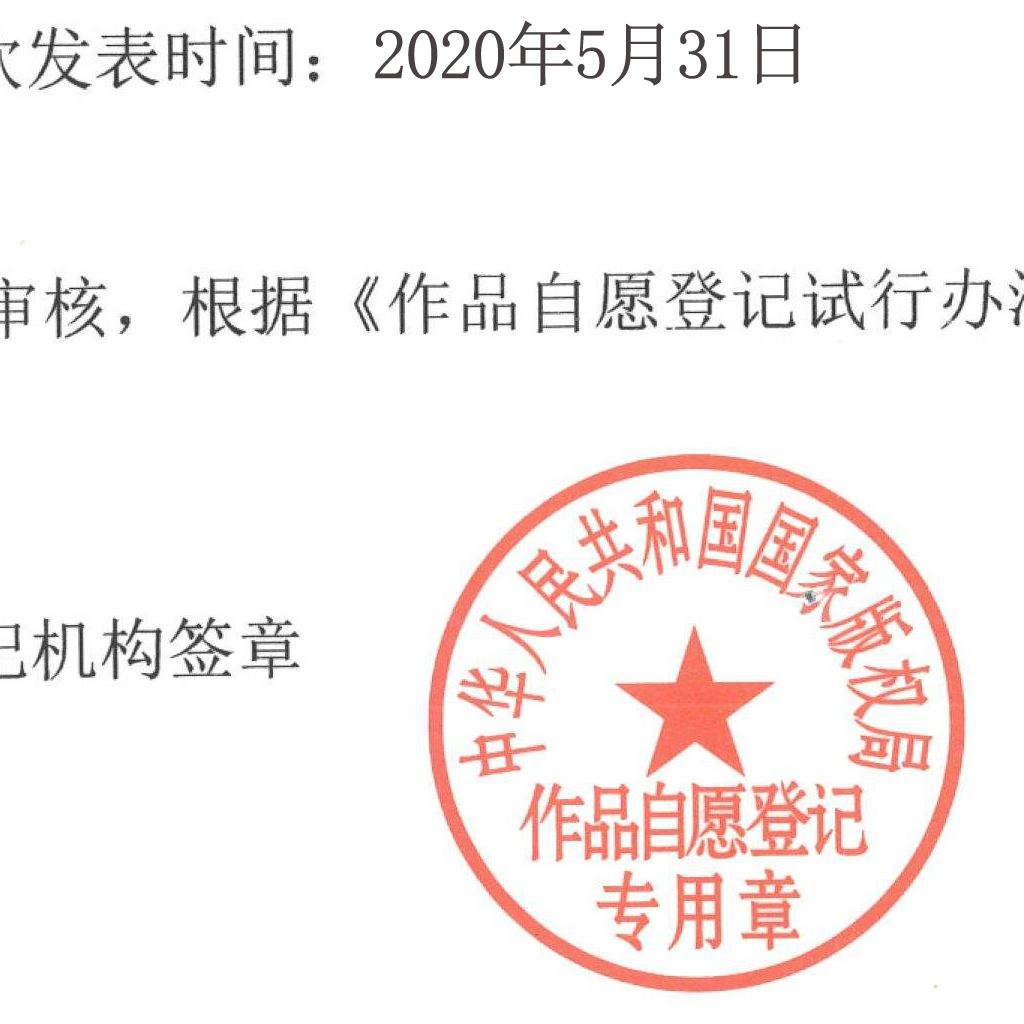 次发表时间：2020年5月31日
审核，根据《作品自愿登记试行办法
记机构签章
中华人民共和国国家版权局
作品自愿登记
专用章